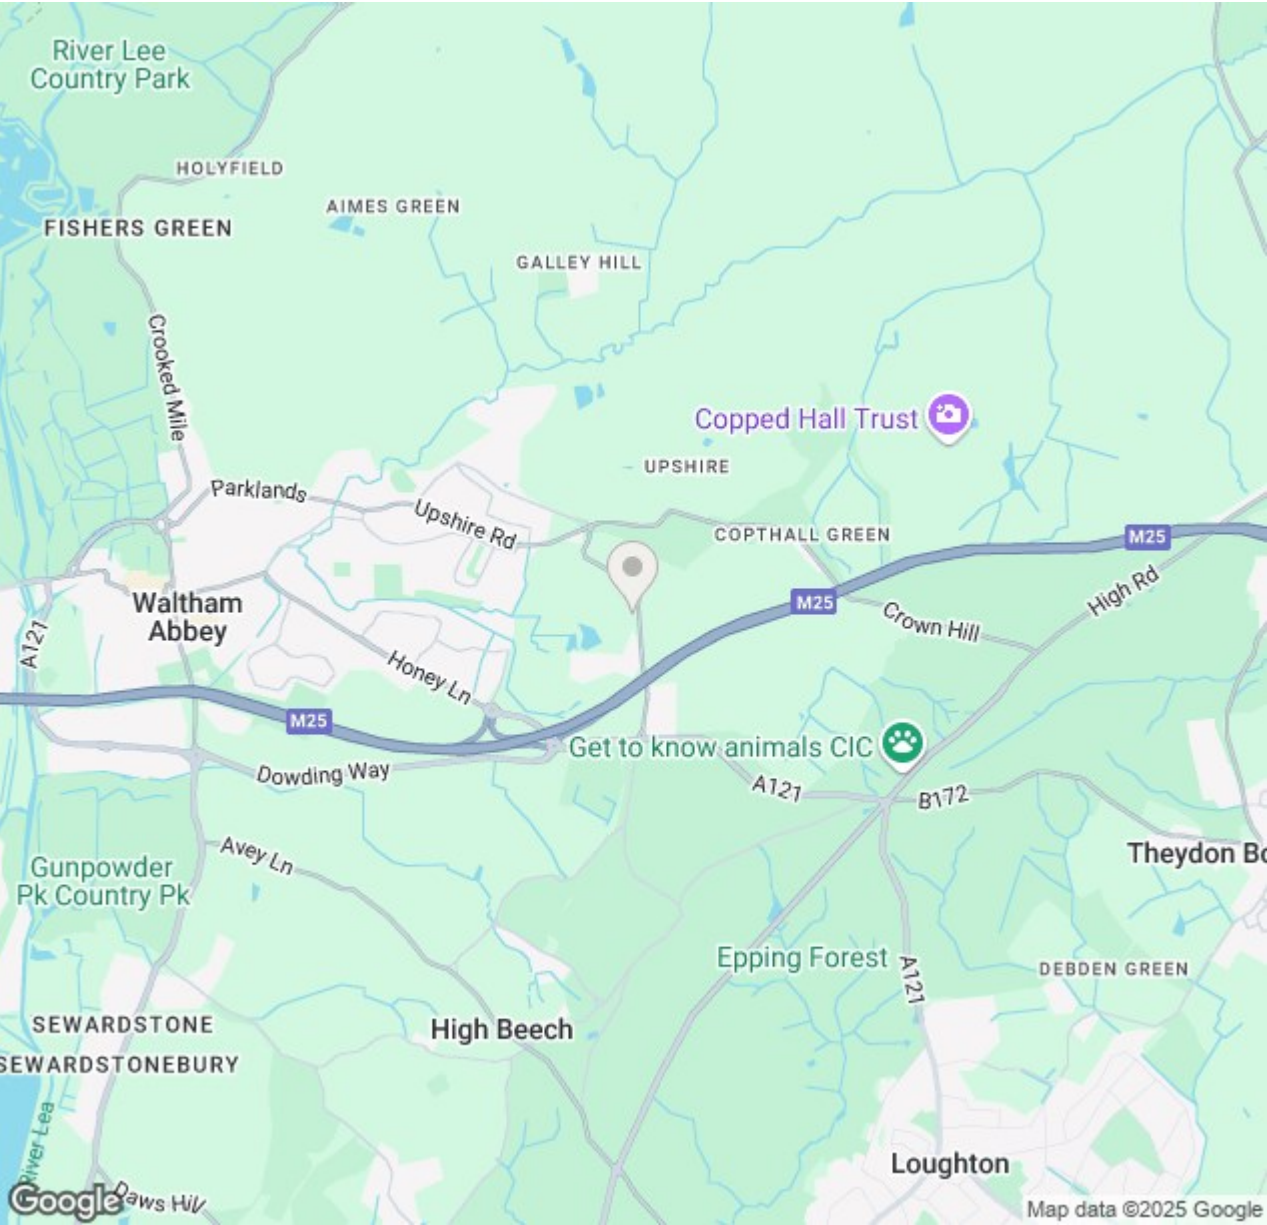 River Lee
Country Park
HOLYFIELD
AIMES GREEN
FISHERS GREEN
GALLEY HILL
Crooked Mile
Copped Hall Trust
UPSHIRE
Parklands
Upshire Rd
COPTHALL GREEN
M25
High Rd
M25
Waltham
Abbey
A121
Crown Hill
Honey Ln
M25
Get to know animals CIC
Dowding Way
A121
B172
Avey Ln
Theydon Bo
Gunpowder
Pk Country Pk
Epping Forest
A121
DEBDEN GREEN
SEWARDSTONE
High Beech
SEWARDSTONEBURY
River Lea
Loughton
Daws Hill
Google
Map data ©2025 Google